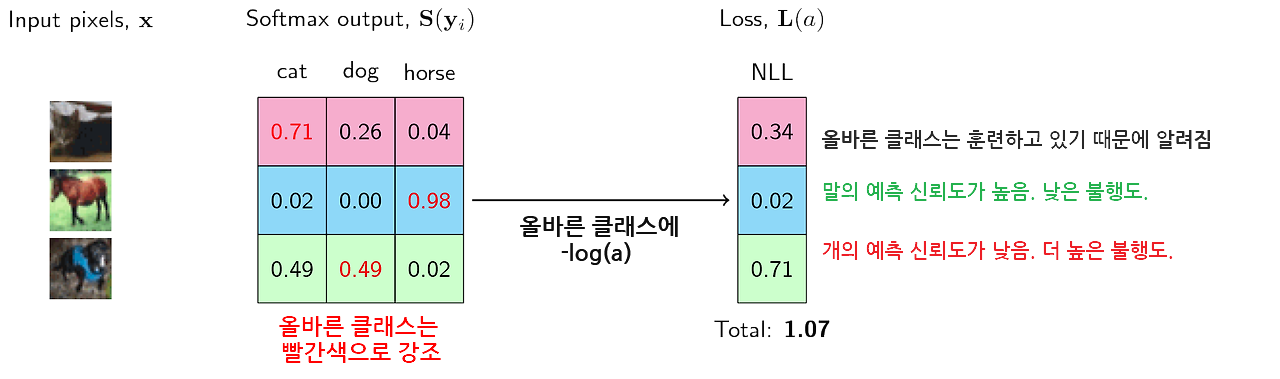 Input pixels, x
Softmax output, S(yᵢ)
Loss, L(a)
cat dog horse
NLL
0.71 0.26 0.04
0.34
올바른 클래스는 훈련하고 있기 때문에 알려짐
0.02 0.00 0.98
0.02
말의 예측 신뢰도가 높음. 낮은 불행도.
올바른 클래스에
-log(a)
0.49 0.49 0.02
0.71
개의 예측 신뢰도가 낮음. 더 높은 불행도.
올바른 클래스는
빨간색으로 강조
Total: 1.07